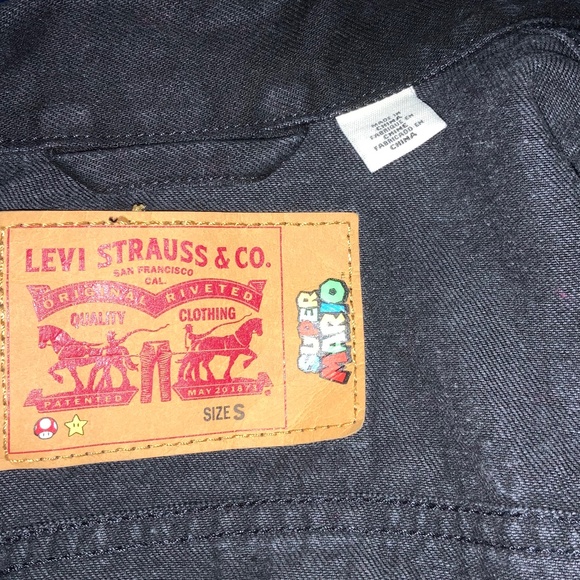 MADE IN
CHINA
FABRIQUÉ EN
CHINE
FABRICADO EN
CHINA
LEVI STRAUSS & CO.
SAN FRANCISCO
CAL.
ORIGINAL RIVETED
QUALITY CLOTHING
PATENTED MAY 20 1873
SIZE S
SUPER
MARIO